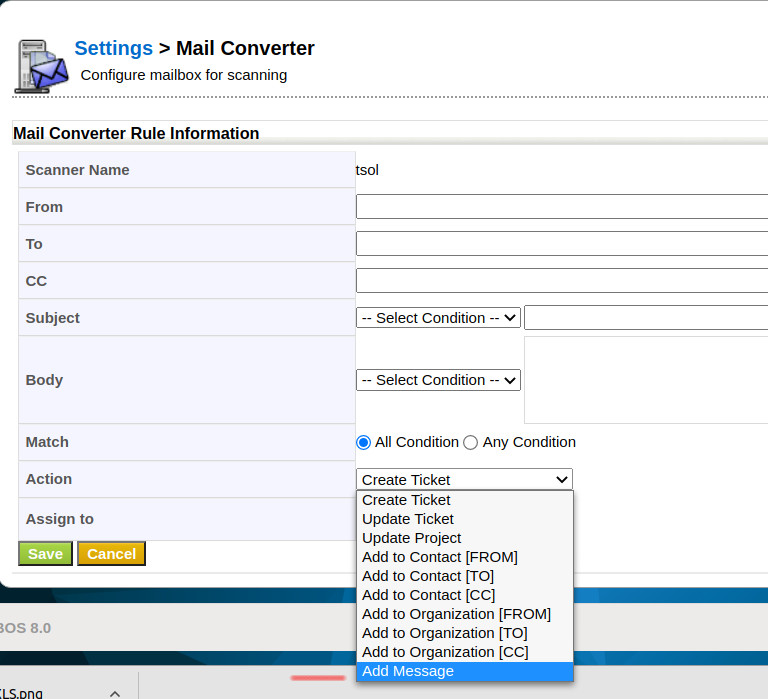 Settings > Mail Converter
Configure mailbox for scanning
Mail Converter Rule Information
Scanner Name tsol
From
To
CC
Subject -- Select Condition --
Body -- Select Condition --
Match All Condition Any Condition
Action Create Ticket
Create Ticket
Assign to
Update Ticket
Update Project
Save Cancel
Add to Contact [FROM]
Add to Contact [TO]
Add to Contact [CC]
Add to Organization [FROM]
Add to Organization [TO]
Add to Organization [CC]
Add Message
BOS 8.0
XLS.png